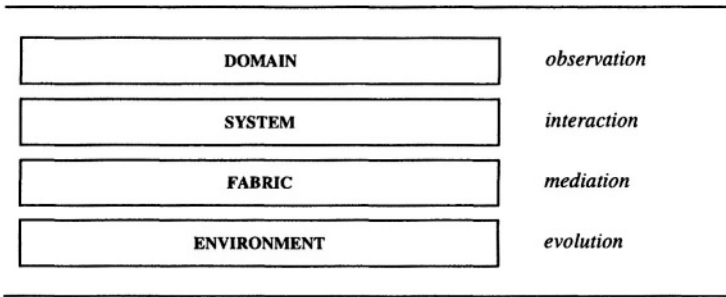 DOMAIN observation
SYSTEM interaction
FABRIC mediation
ENVIRONMENT evolution